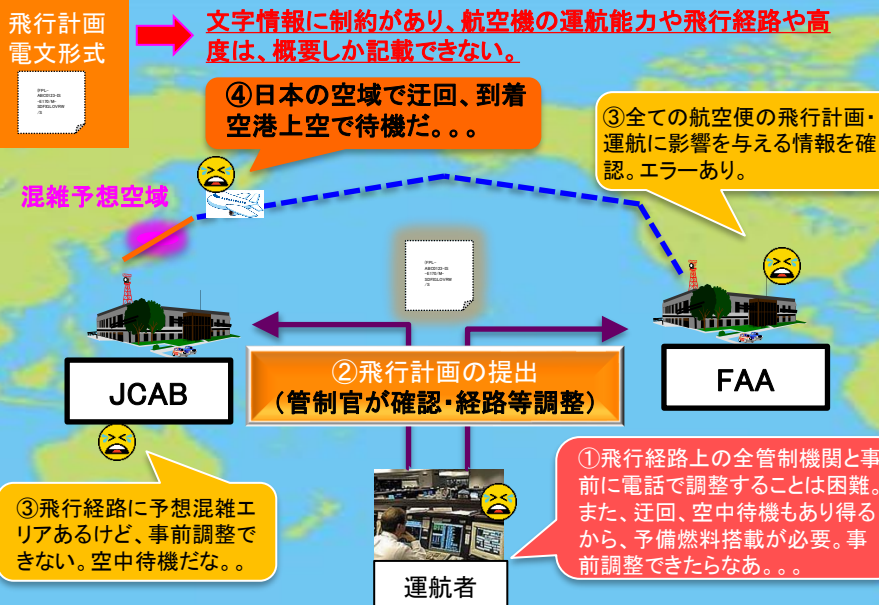 飛行計画
電文形式
文字情報に制約があり、航空機の運航能力や飛行経路や高
度は、概要しか記載できない。
④日本の空域で迂回、到着
空港上空で待機だ。。。
③全ての航空便の飛行計画・
運航に影響を与える情報を確
認。エラーあり。
混雑予想空域
JCAB
②飛行計画の提出
（管制官が確認・経路等調整）
FAA
③飛行経路に予想混雑エ
リアあるけど、事前調整で
きない。空中待機だな。。
①飛行経路上の全管制機関と事
前に電話で調整することは困難。
また、迂回、空中待機もあり得る
から、予備燃料搭載が必要。事
前調整できたらなあ。。。
運航者